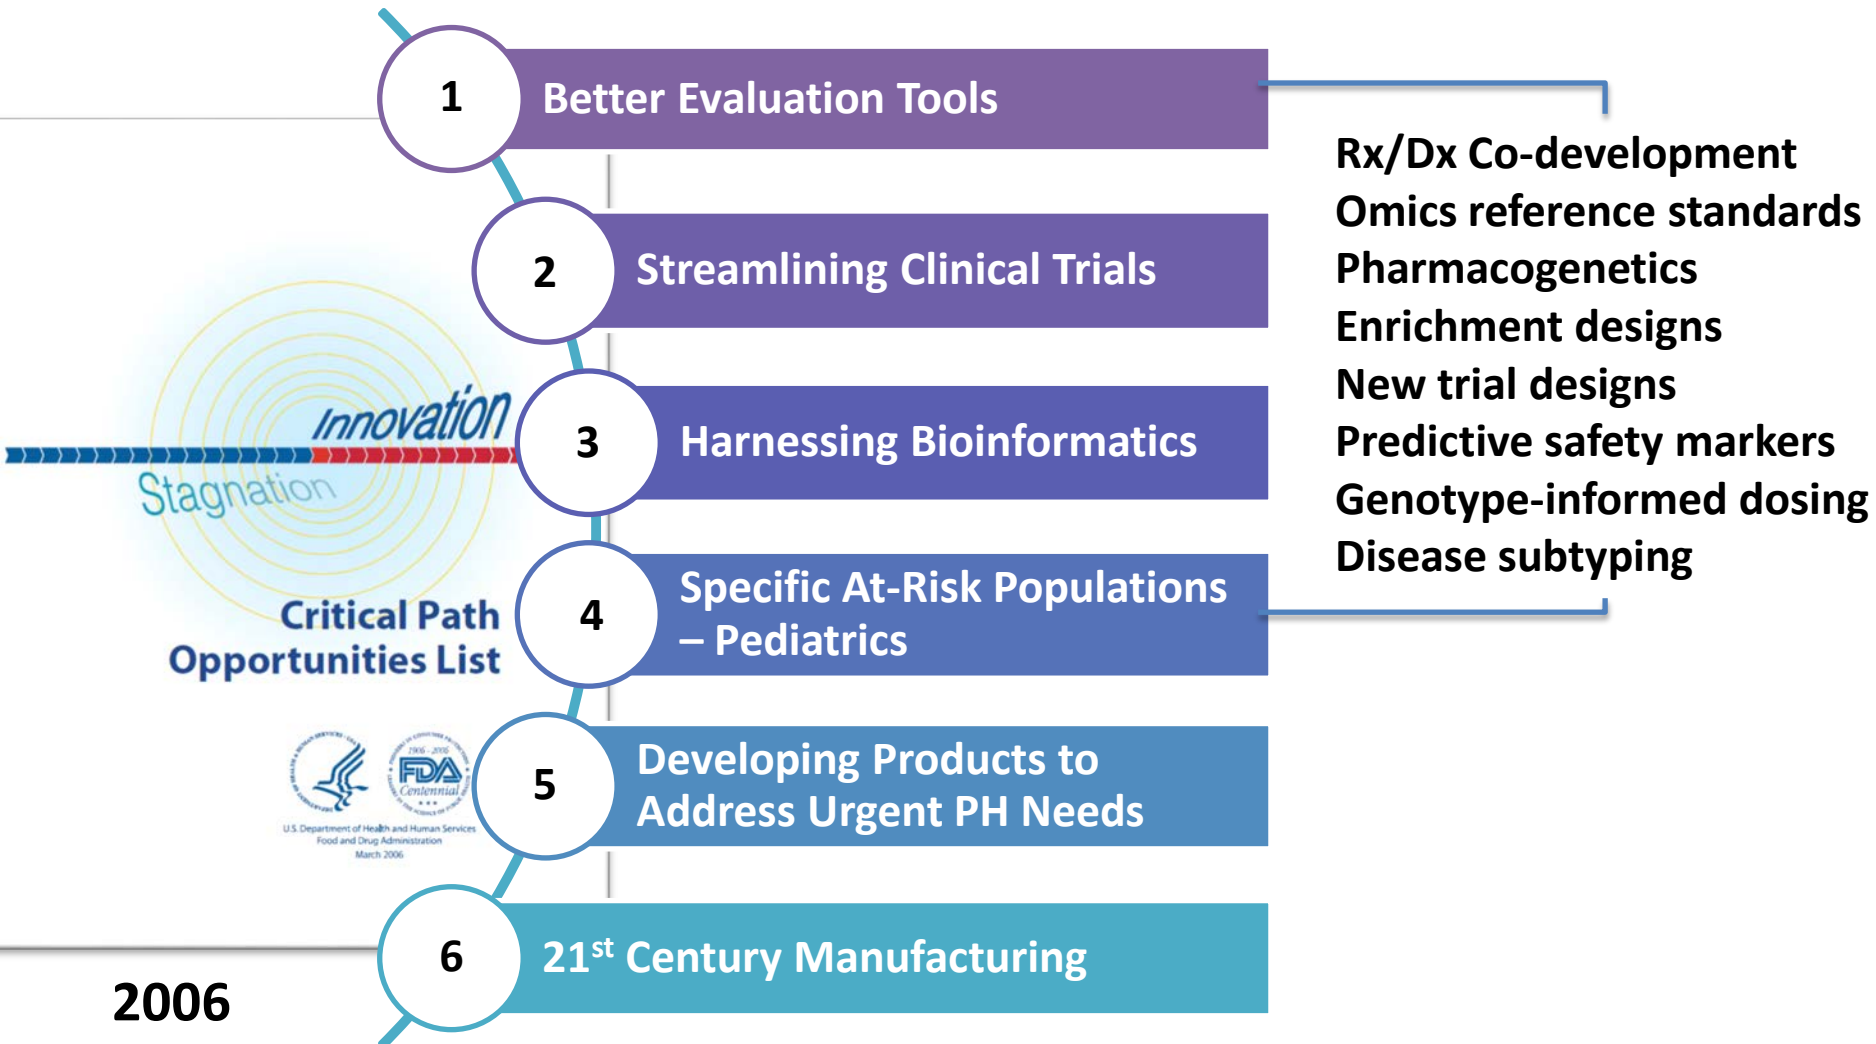 1
Better Evaluation Tools
2
Streamlining Clinical Trials
3
Harnessing Bioinformatics
4
Specific At-Risk Populations
– Pediatrics
5
Developing Products to
Address Urgent PH Needs
6
21st Century Manufacturing
Rx/Dx Co-development
Omics reference standards
Pharmacogenetics
Enrichment designs
New trial designs
Predictive safety markers
Genotype-informed dosing
Disease subtyping
Innovation
Stagnation
Critical Path
Opportunities List
1906 - 2006
FDA
Centennial
U.S. Department of Health and Human Services
Food and Drug Administration
March 2006
2006